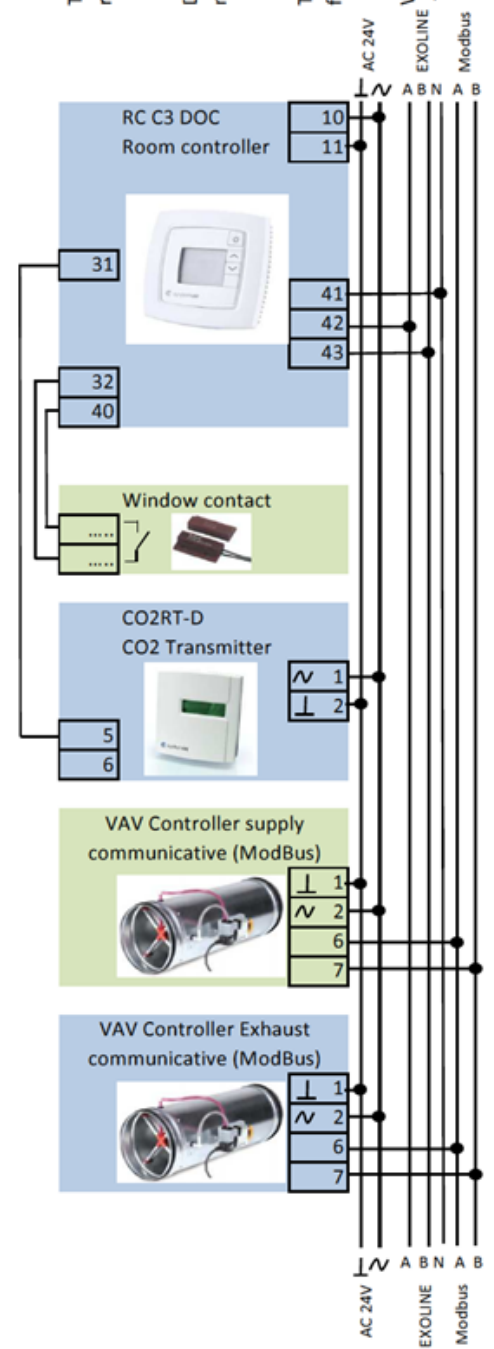 AC 24V
EXOLINE
Modbus
A B N A B
RC C3 DOC
Room controller
10
11
31
41
42
43
32
40
Window contact
.....
.....
CO2RT-D
CO2 Transmitter
1
2
5
6
VAV Controller supply
communicative (ModBus)
1
2
6
7
VAV Controller Exhaust
communicative (ModBus)
1
2
6
7
A B N A B
AC 24V
EXOLINE
Modbus